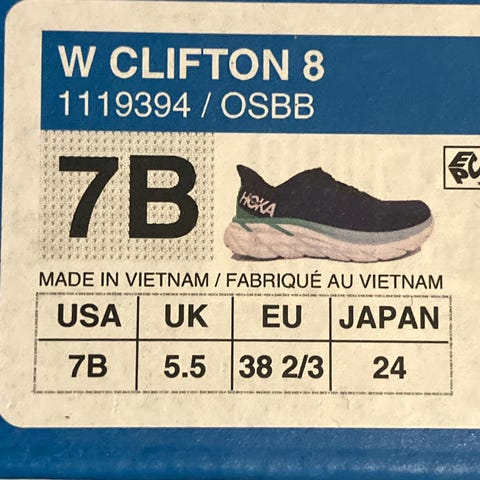 W CLIFTON 8
1119394 / OSBB
7B
HOKA
MADE IN VIETNAM / FABRIQUÉ AU VIETNAM
USA UK EU JAPAN
7B 5.5 38 2/3 24